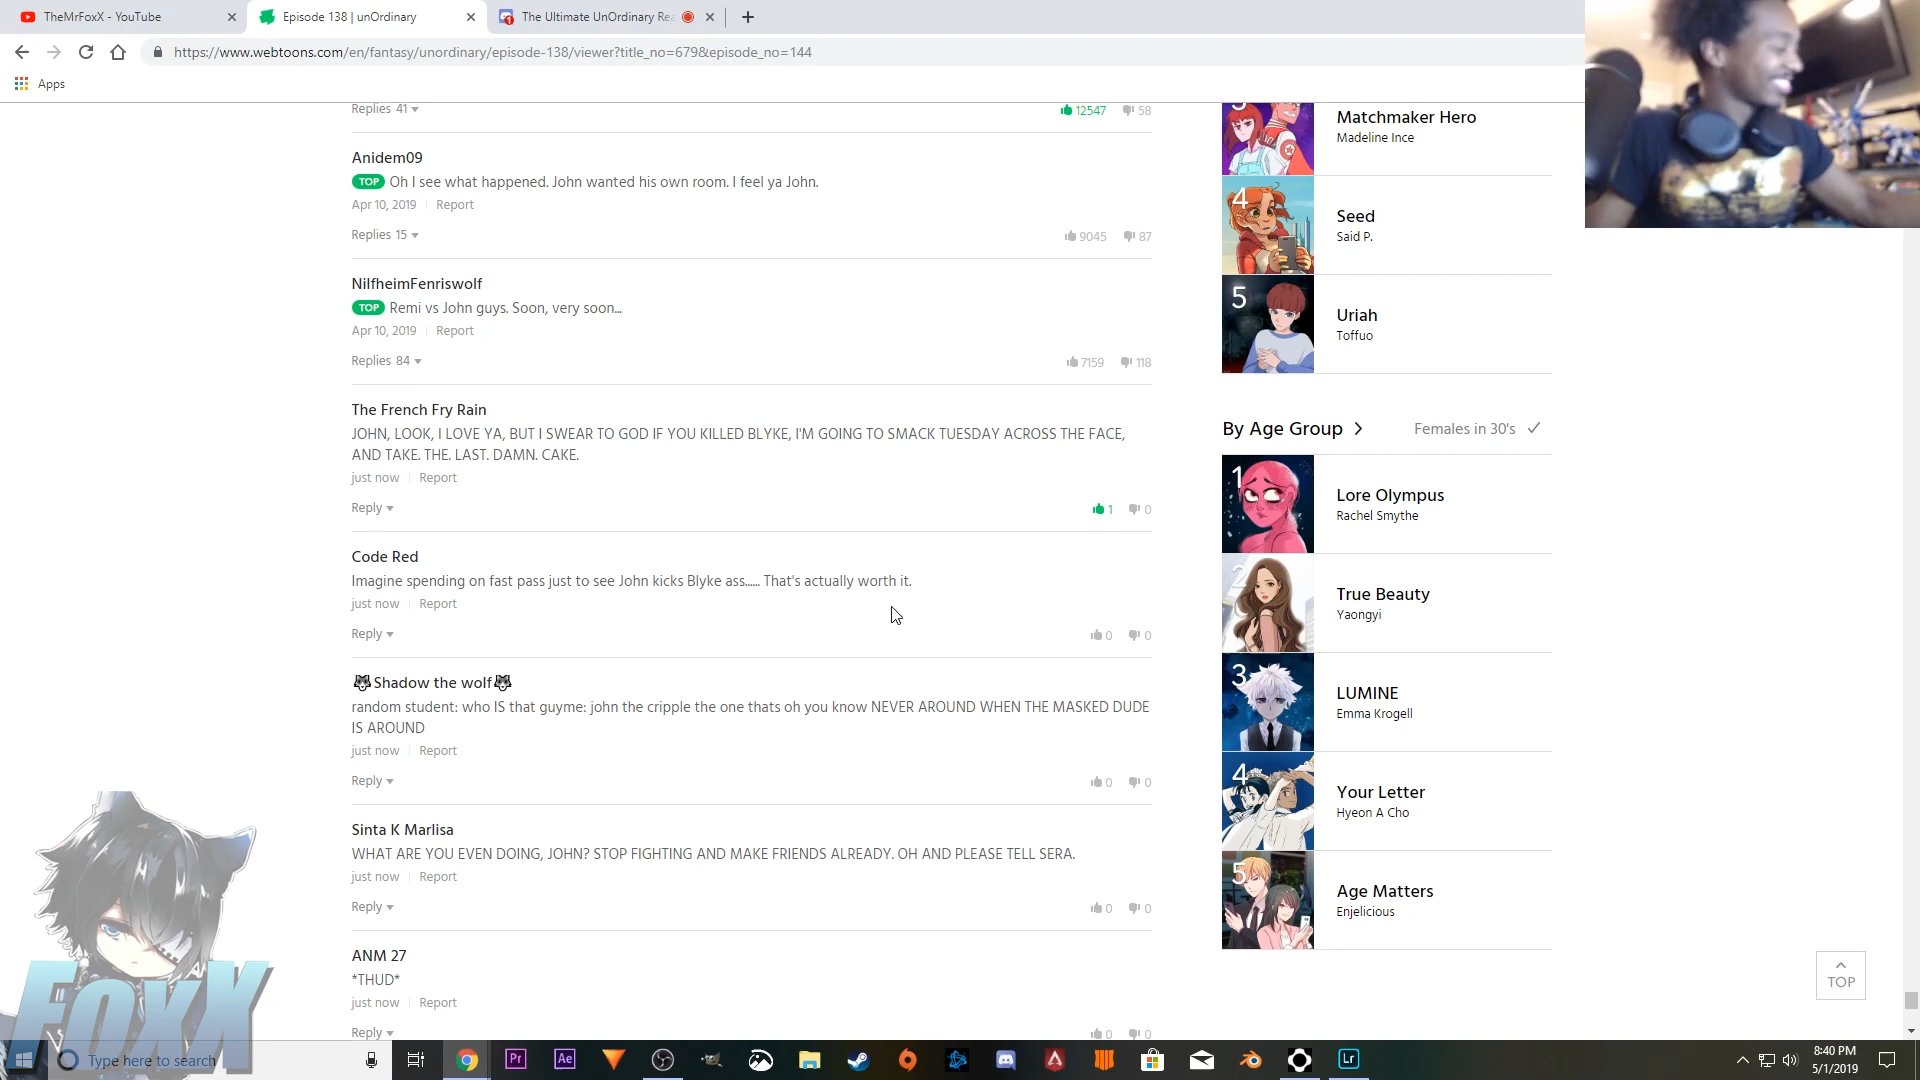 TheMrFoxX - YouTube
Episode 138 | unOrdinary
The Ultimate UnOrdinary Rea
https://www.webtoons.com/en/fantasy/unordinary/episode-138/viewer?title_no=679&episode_no=144
Apps
Replies 41
12547 58
Anidem09
TOP Oh I see what happened. John wanted his own room. I feel ya John.
Apr 10, 2019 Report
Replies 15
9045 87
NilfheimFenriswolf
TOP Remi vs John guys. Soon, very soon...
Apr 10, 2019 Report
Replies 84
7159 118
The French Fry Rain
JOHN, LOOK, I LOVE YA, BUT I SWEAR TO GOD IF YOU KILLED BLYKE, I'M GOING TO SMACK TUESDAY ACROSS THE FACE,
AND TAKE. THE. LAST. DAMN. CAKE.
just now Report
Reply
1 0
Code Red
Imagine spending on fast pass just to see John kicks Blyke ass...... That's actually worth it.
just now Report
Reply
0 0
🐺Shadow the wolf🐺
random student: who IS that guyme: john the cripple the one thats oh you know NEVER AROUND WHEN THE MASKED DUDE
IS AROUND
just now Report
Reply
0 0
Sinta K Marlisa
WHAT ARE YOU EVEN DOING, JOHN? STOP FIGHTING AND MAKE FRIENDS ALREADY. OH AND PLEASE TELL SERA.
just now Report
Reply
0 0
ANM 27
*THUD*
just now Report
Reply
0 0
3
Matchmaker Hero
Madeline Ince
4
Seed
Said P.
5
Uriah
Toffuo
By Age Group
Females in 30's
1
Lore Olympus
Rachel Smythe
2
True Beauty
Yaongyi
3
LUMINE
Emma Krogell
4
Your Letter
Hyeon A Cho
5
Age Matters
Enjelicious
TOP
FoxX
Type here to search
Pr
Ae
Lr
8:40 PM
5/1/2019